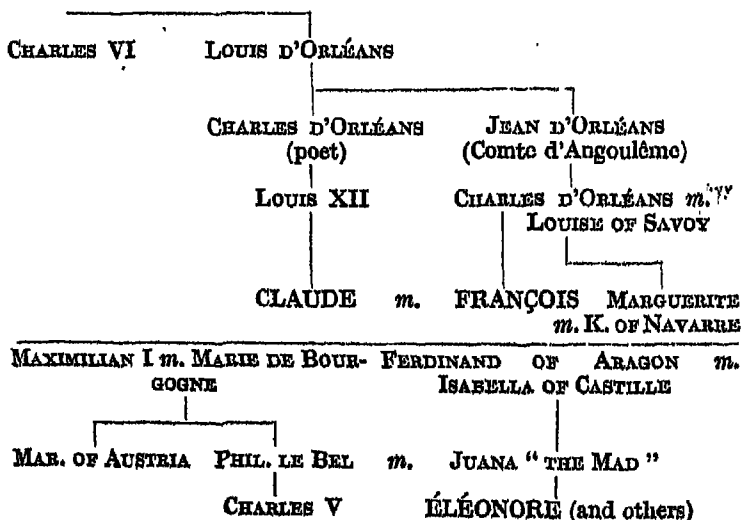 CHARLES VI LOUIS D'ORLÉANS
CHARLES D'ORLÉANS JEAN D'ORLÉANS
(poet) (Comte d'Angoulême)
LOUIS XII CHARLES D'ORLÉANS m.
LOUISE OF SAVOY
CLAUDE m. FRANÇOIS MARGUERITE
m. K. OF NAVARRE
MAXIMILIAN I m. MARIE DE BOUR- FERDINAND OF ARAGON m.
GOGNE ISABELLA OF CASTILLE
MAR. OF AUSTRIA PHIL. LE BEL m. JUANA "THE MAD"
CHARLES V ÉLÉONORE (and others)